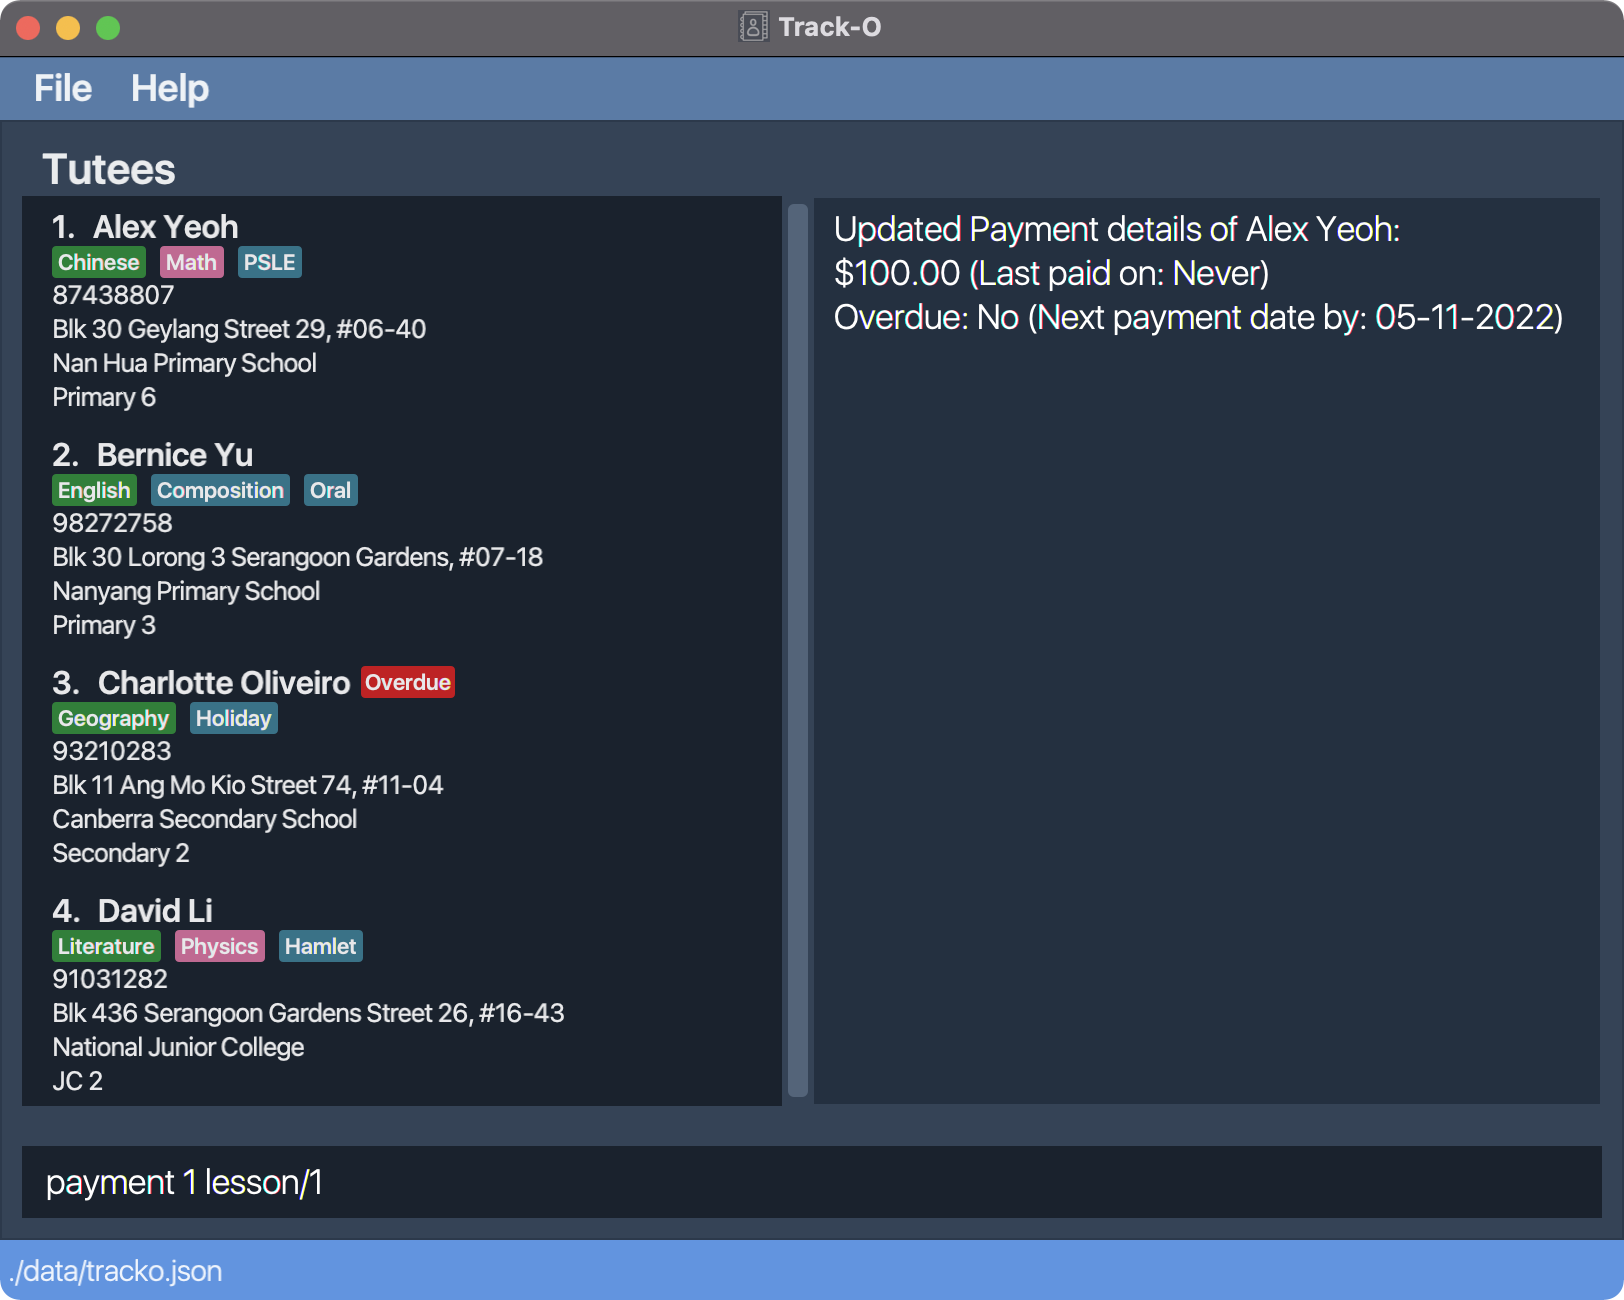 Track-O
File Help
Tutees
1. Alex Yeoh
Chinese Math PSLE
87438807
Blk 30 Geylang Street 29, #06-40
Nan Hua Primary School
Primary 6
2. Bernice Yu
English Composition Oral
98272758
Blk 30 Lorong 3 Serangoon Gardens, #07-18
Nanyang Primary School
Primary 3
3. Charlotte Oliveiro Overdue
Geography Holiday
93210283
Blk 11 Ang Mo Kio Street 74, #11-04
Canberra Secondary School
Secondary 2
4. David Li
Literature Physics Hamlet
91031282
Blk 436 Serangoon Gardens Street 26, #16-43
National Junior College
JC 2
Updated Payment details of Alex Yeoh:
$100.00 (Last paid on: Never)
Overdue: No (Next payment date by: 05-11-2022)
payment 1 lesson/1
./data/tracko.json